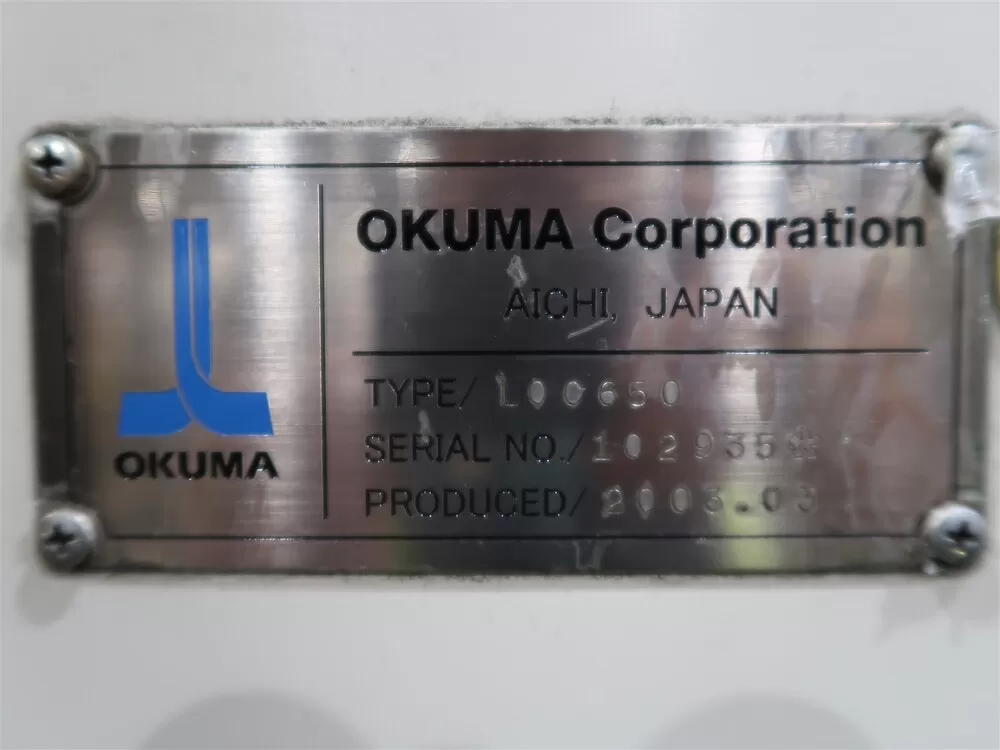 OKUMA Corporation
AICHI, JAPAN
TYPE/ LOC650
SERIAL NO./ 102935*
PRODUCED/ 2003.03
OKUMA